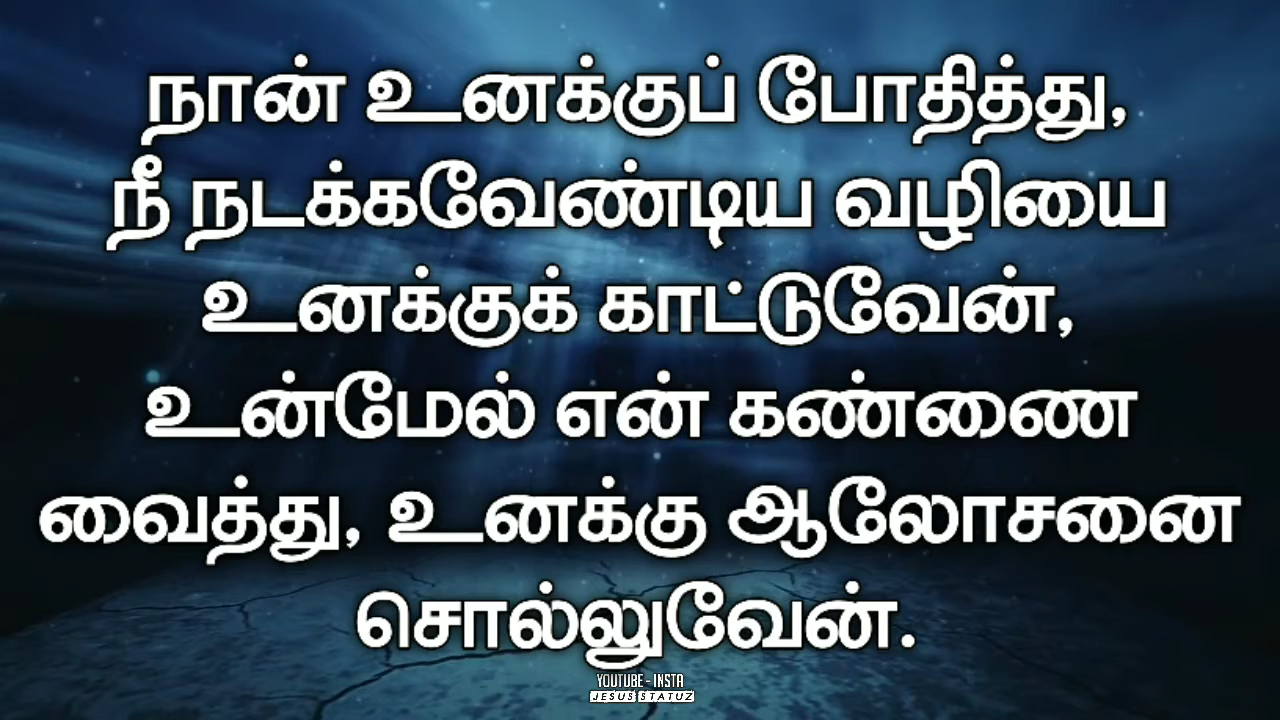 நான் உனக்குப் போதித்து,
நீ நடக்கவேண்டிய வழியை
உனக்குக் காட்டுவேன்,
உன்மேல் என் கண்ணை
வைத்து, உனக்கு ஆலோசனை
சொல்லுவேன்.
YOUTUBE - INSTA
JESUS STATUZ